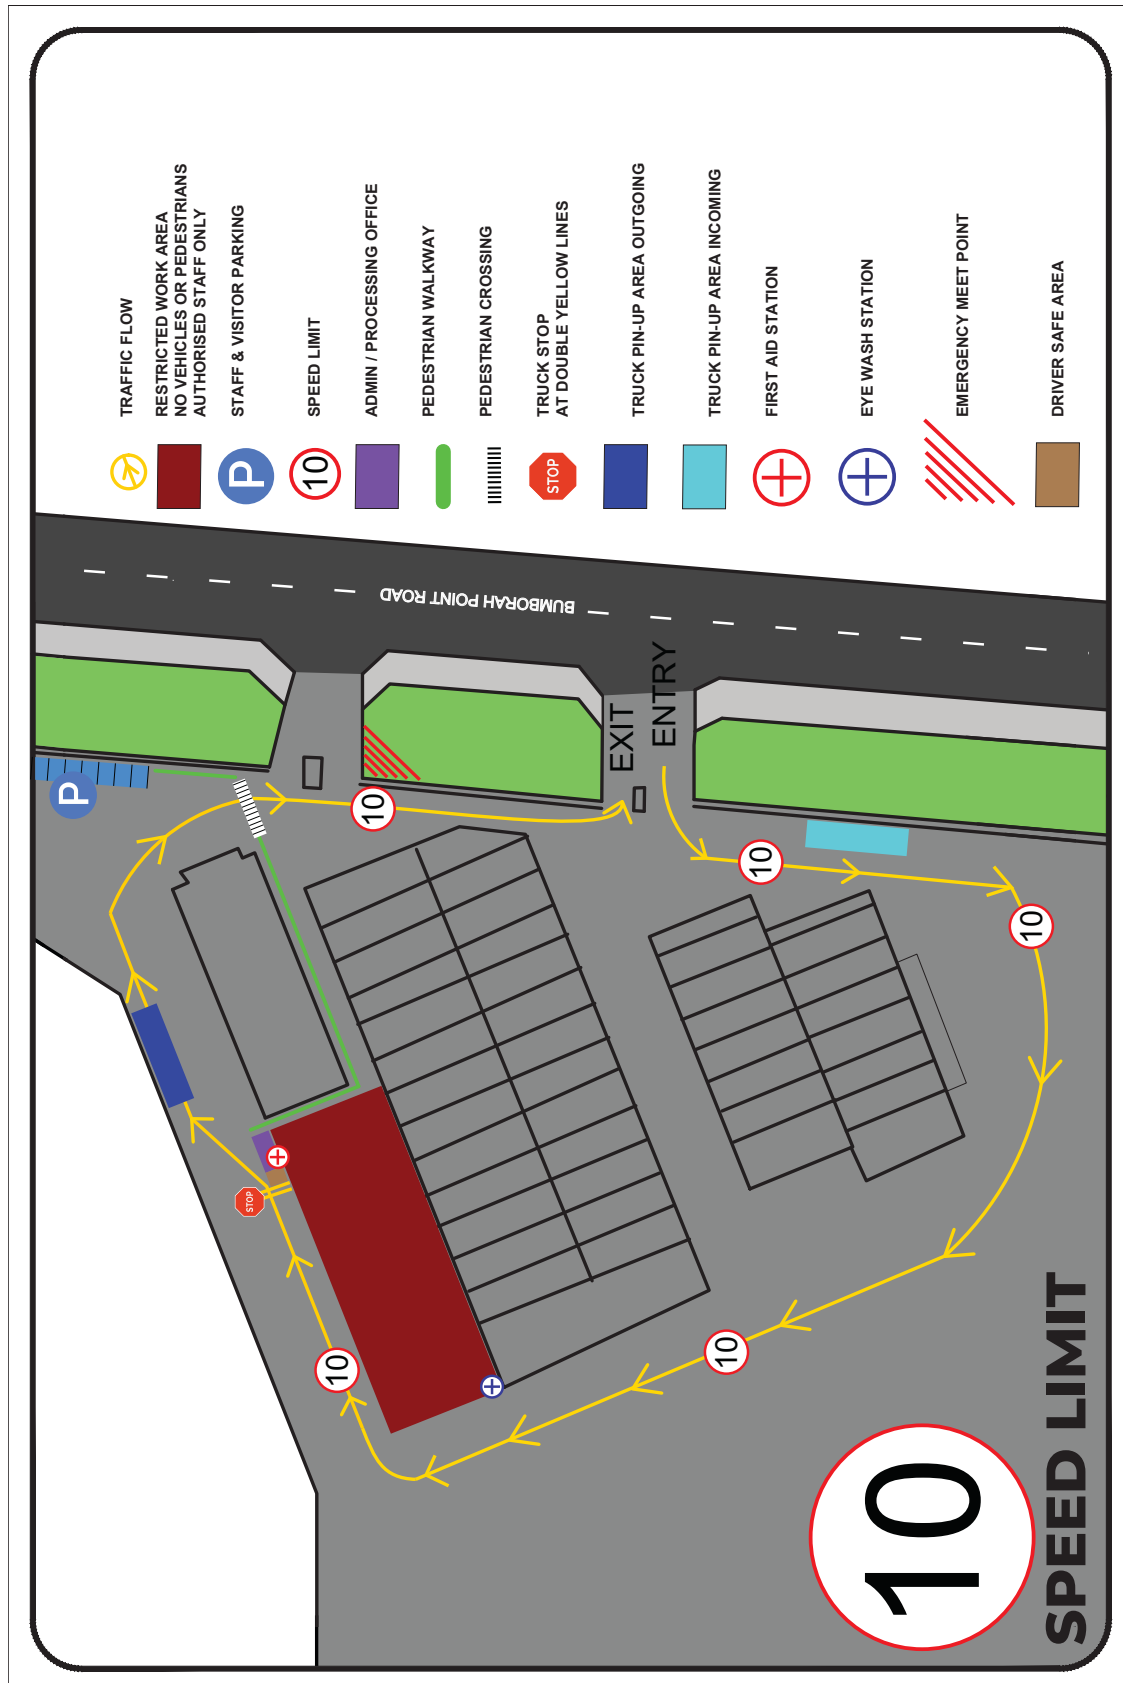 TRAFFIC FLOW
RESTRICTED WORK AREA
NO VEHICLES OR PEDESTRIANS
AUTHORISED STAFF ONLY
P
STAFF & VISITOR PARKING
10
SPEED LIMIT
ADMIN / PROCESSING OFFICE
PEDESTRIAN WALKWAY
PEDESTRIAN CROSSING
STOP
TRUCK STOP
AT DOUBLE YELLOW LINES
TRUCK PIN-UP AREA OUTGOING
TRUCK PIN-UP AREA INCOMING
FIRST AID STATION
EYE WASH STATION
EMERGENCY MEET POINT
DRIVER SAFE AREA
BUMBORAH POINT ROAD
EXIT
ENTRY
P
10
10
10
STOP
10
10
10
SPEED LIMIT